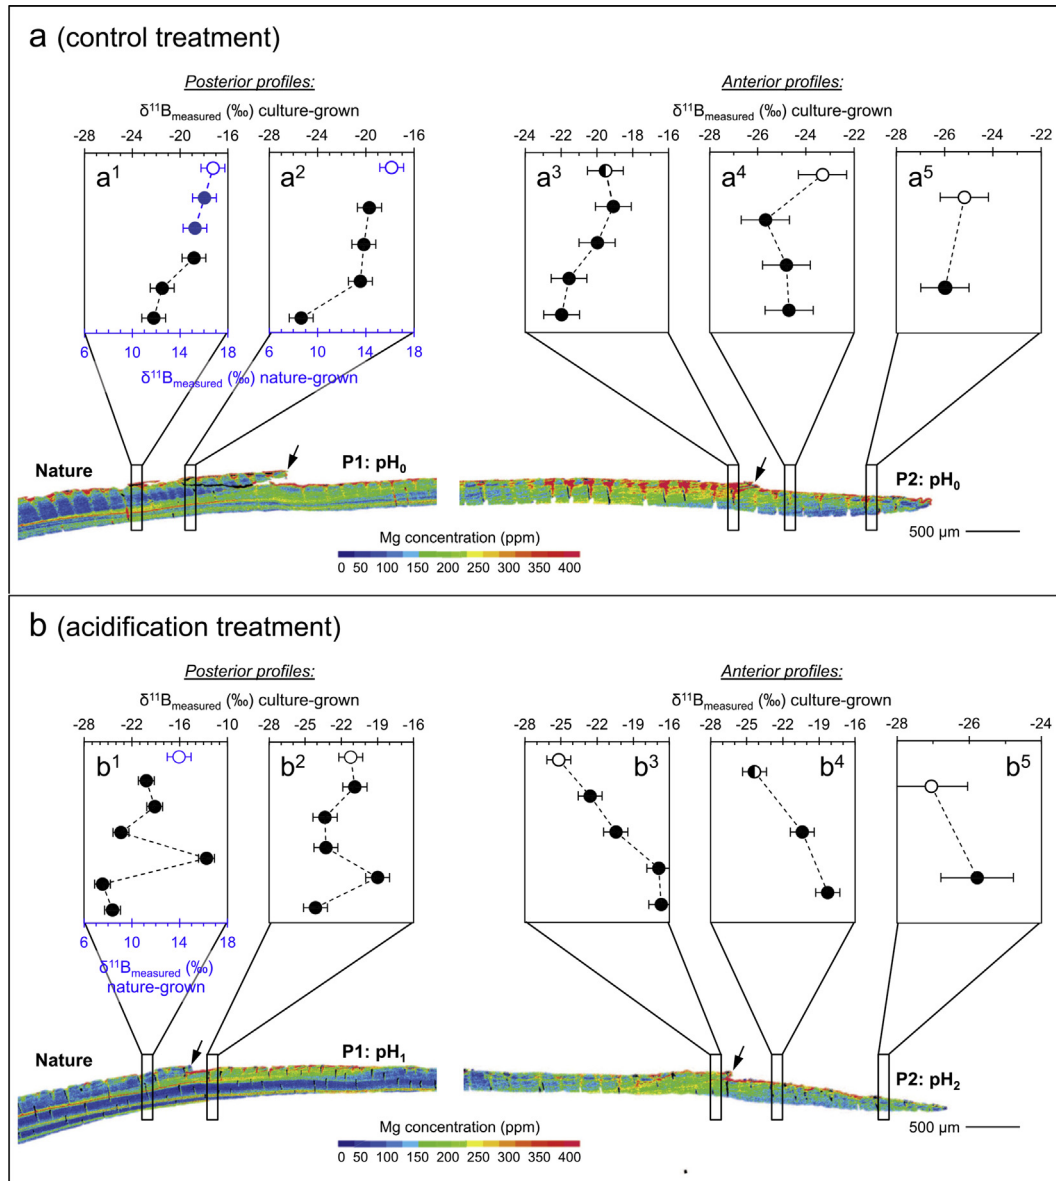 a (control treatment)
Posterior profiles:
δ¹¹B_measured (‰) culture-grown
-28 -24 -20 -16
-28 -24 -20 -16
a¹
a²
6 10 14 18
6 10 14 18
δ¹¹B_measured (‰) nature-grown
Anterior profiles:
δ¹¹B_measured (‰) culture-grown
-24 -22 -20 -18 -16
-28 -26 -24 -22
-28 -26 -24 -22
a³
a⁴
a⁵
Nature
P1: pH₀
P2: pH₀
500 μm
Mg concentration (ppm)
0 50 100 150 200 250 300 350 400
b (acidification treatment)
Posterior profiles:
δ¹¹B_measured (‰) culture-grown
-28 -22 -16 -10
-28 -25 -22 -19 -16
b¹
b²
6 10 14 18
δ¹¹B_measured (‰)
nature-grown
Anterior profiles:
δ¹¹B_measured (‰) culture-grown
-28 -25 -22 -19 -16
-28 -25 -22 -19 -16
-28 -26 -24
b³
b⁴
b⁵
Nature
P1: pH₁
P2: pH₂
500 μm
Mg concentration (ppm)
0 50 100 150 200 250 300 350 400